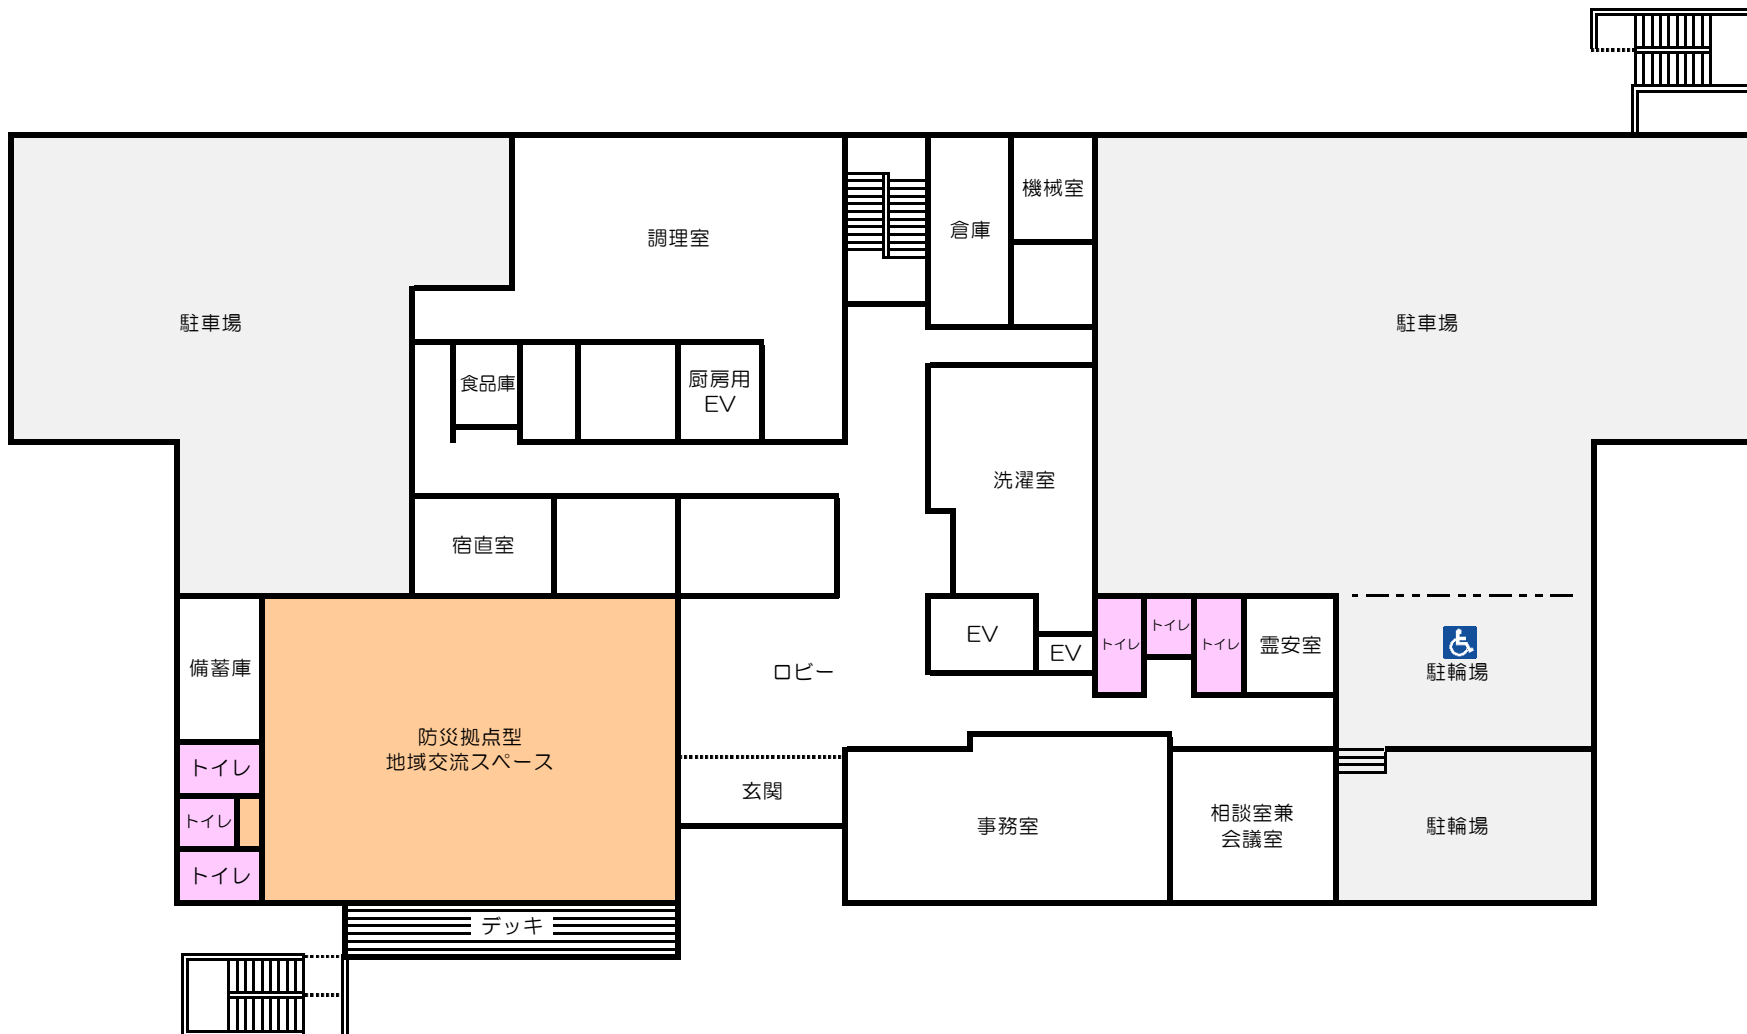 機械室
倉庫
調理室
駐車場
駐車場
食品庫
厨房用
EV
洗濯室
宿直室
EV
EV
トイレ
トイレ
トイレ
霊安室
備蓄庫
ロビー
駐輪場
防災拠点型
地域交流スペース
トイレ
トイレ
トイレ
玄関
事務室
相談室兼
会議室
駐輪場
デッキ